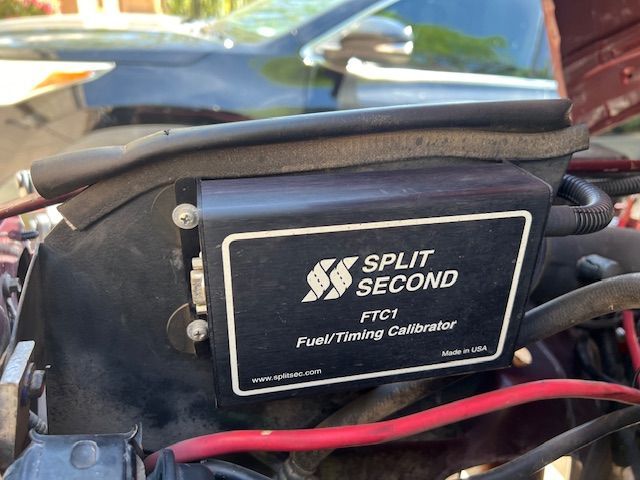 SPLIT
SECOND
FTC1
Fuel/Timing Calibrator
Made in USA
www.splitsec.com